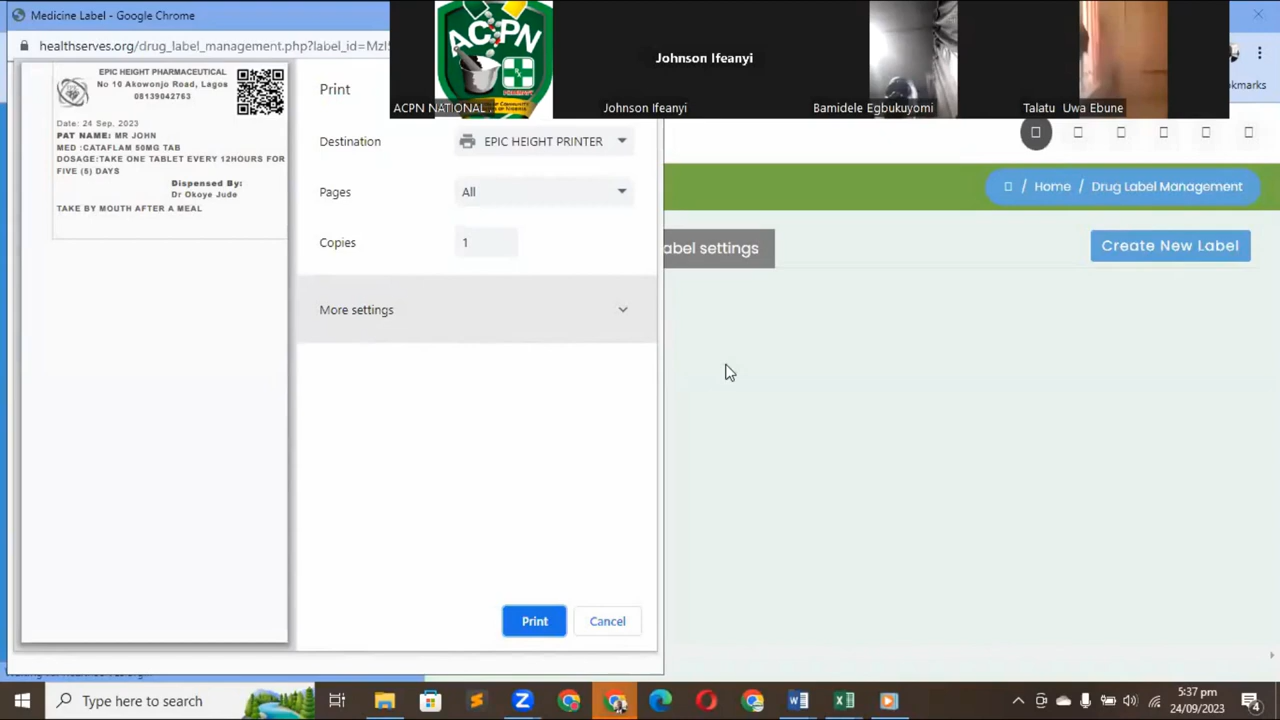 Medicine Label - Google Chrome
healthserves.org/drug_label_management.php?label_id=MzI
ACPN
ACPN NATIONAL
Johnson Ifeanyi
Johnson Ifeanyi
Bamidele Egbukuyomi
Talatu Uwa Ebune
EPIC HEIGHT PHARMACEUTICAL
No 10 Akowonjo Road, Lagos
08139042763
Date: 24 Sep, 2023
PAT NAME: MR JOHN
MED :CATAFLAM 50MG TAB
DOSAGE:TAKE ONE TABLET EVERY 12HOURS FOR
FIVE (5) DAYS
Dispensed By:
Dr Okoye Jude
TAKE BY MOUTH AFTER A MEAL
Print
Destination
EPIC HEIGHT PRINTER
Pages
All
Copies
1
More settings
Print
Cancel
kmarks
/ Home / Drug Label Management
abel settings
Create New Label
Type here to search
5:37 pm
24/09/2023
4